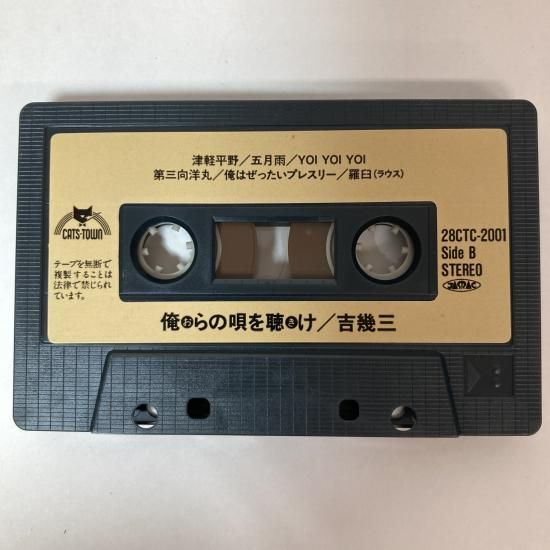 津軽平野／五月雨／YOI YOI YOI
第三向洋丸／俺はぜったいプレスリー／羅臼(ラウス)
CATS-TOWN
テープを無断で
複製することは
法律で禁じられ
ています。
28CTC-2001
Side B
STEREO
俺おらの唄を聴きけ／吉幾三